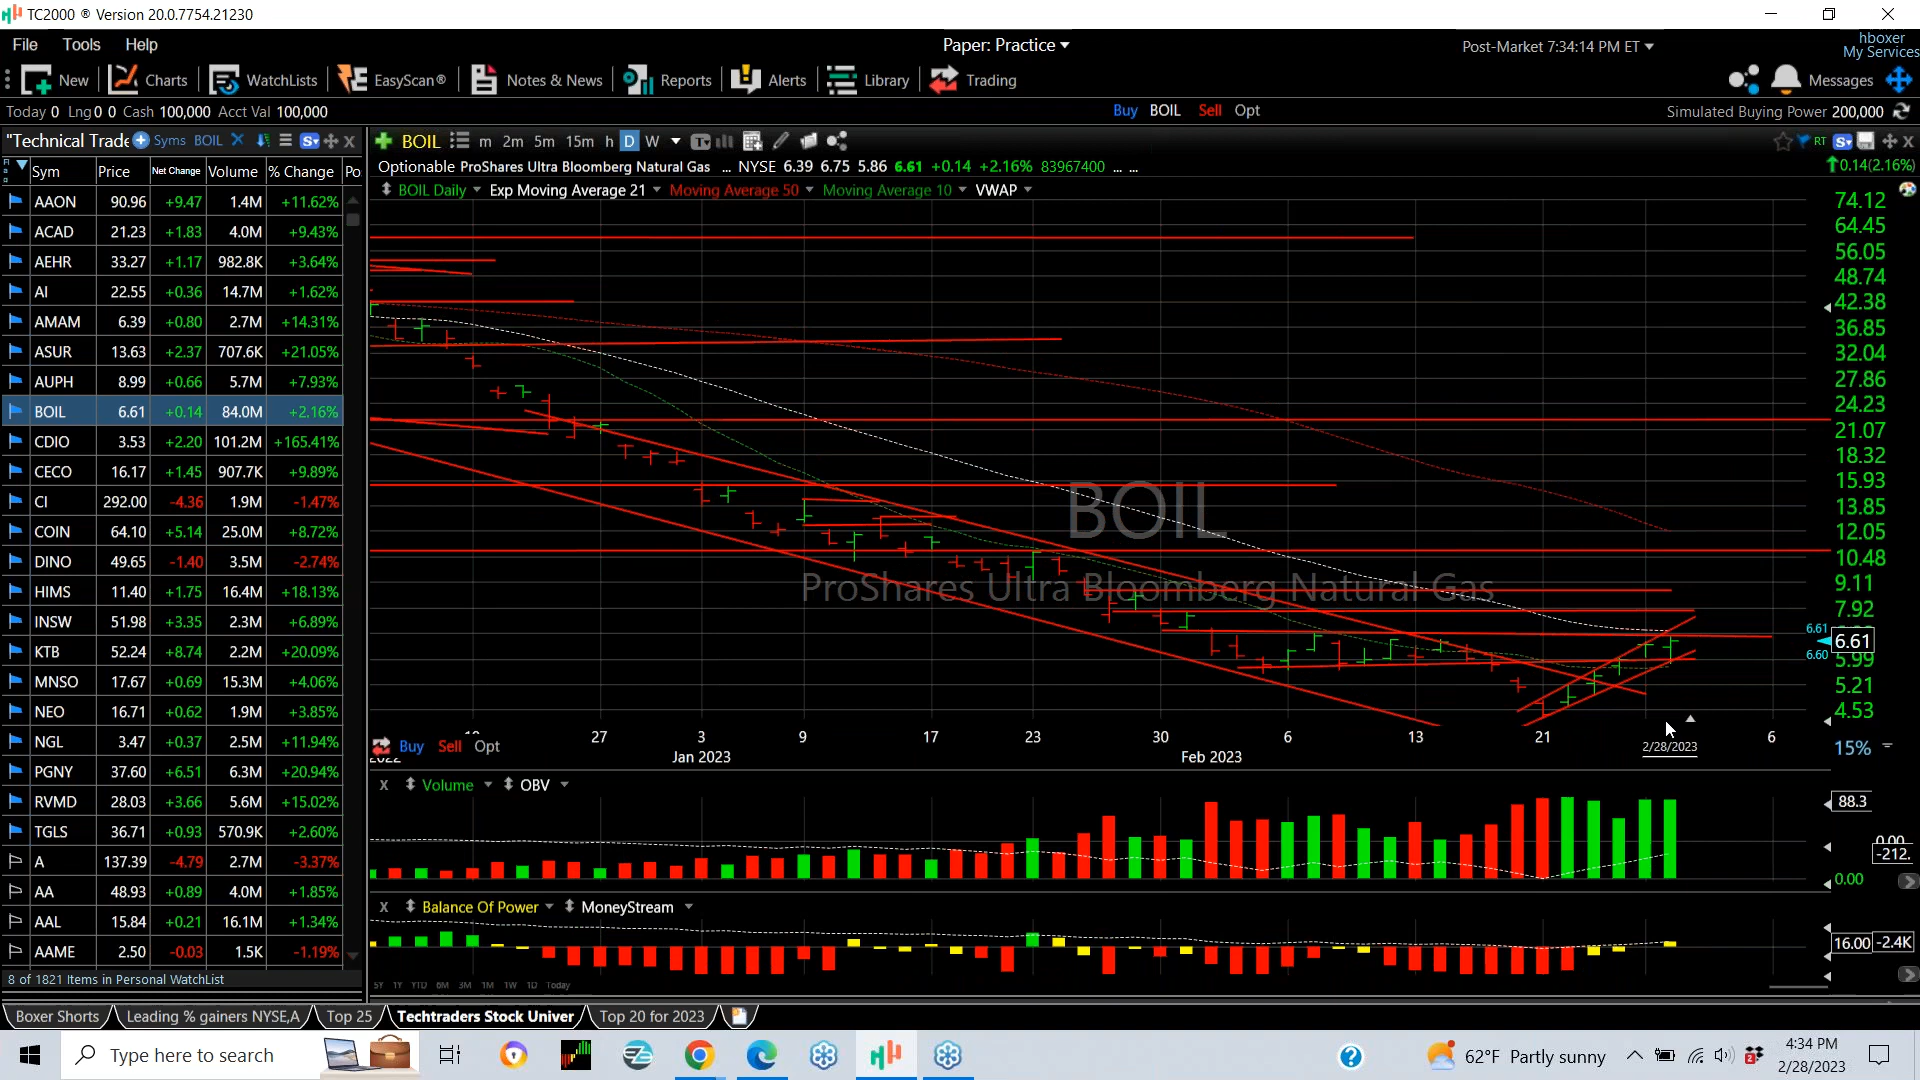 TC2000 ® Version 20.0.7754.21230
File Tools Help
Paper: Practice
Post-Market 7:34:14 PM ET
hboxer
My Services
New Charts WatchLists EasyScan® Notes & News Reports Alerts Library Trading
Messages
Today 0 Lng 0 0 Cash 100,000 Acct Val 100,000
Buy BOIL Sell Opt
Simulated Buying Power 200,000
"Technical Trade Syms BOIL
BOIL m 2m 5m 15m h D W
RT
Sym Price Net Change Volume % Change Po
Optionable ProShares Ultra Bloomberg Natural Gas ... NYSE 6.39 6.75 5.86 6.61 +0.14 +2.16% 83967400 ... ...
0.14(2.16%)
BOIL Daily Exp Moving Average 21 Moving Average 50 Moving Average 10 VWAP
AAON 90.96 +9.47 1.4M +11.62%
ACAD 21.23 +1.83 4.0M +9.43%
AEHR 33.27 +1.17 982.8K +3.64%
AI 22.55 +0.36 14.7M +1.62%
AMAM 6.39 +0.80 2.7M +14.31%
ASUR 13.63 +2.37 707.6K +21.05%
AUPH 8.99 +0.66 5.7M +7.93%
BOIL 6.61 +0.14 84.0M +2.16%
CDIO 3.53 +2.20 101.2M +165.41%
CECO 16.17 +1.45 907.7K +9.89%
CI 292.00 -4.36 1.9M -1.47%
COIN 64.10 +5.14 25.0M +8.72%
DINO 49.65 -1.40 3.5M -2.74%
HIMS 11.40 +1.75 16.4M +18.13%
INSW 51.98 +3.35 2.3M +6.89%
KTB 52.24 +8.74 2.2M +20.09%
MNSO 17.67 +0.69 15.3M +4.06%
NEO 16.71 +0.62 1.9M +3.85%
NGL 3.47 +0.37 2.5M +11.94%
PGNY 37.60 +6.51 6.3M +20.94%
RVMD 28.03 +3.66 5.6M +15.02%
TGLS 36.71 +0.93 570.9K +2.60%
A 137.39 -4.79 2.7M -3.37%
AA 48.93 +0.89 4.0M +1.85%
AAL 15.84 +0.21 16.1M +1.34%
AAME 2.50 -0.03 1.5K -1.19%
8 of 1821 Items in Personal WatchList
74.12
64.45
56.05
48.74
42.38
36.85
32.04
27.86
24.23
21.07
18.32
15.93
13.85
12.05
10.48
9.11
7.92
6.61
6.61
6.60
5.99
5.21
4.53
15%
BOIL
ProShares Ultra Bloomberg Natural Gas
27 3 9 17 23 30 6 13 21 6
2/28/2023
Buy Sell Opt
Jan 2023 Feb 2023
X Volume OBV
88.3
0.00
-212.
0.00
X Balance Of Power MoneyStream
16.00 -2.4K
5Y 1Y YTD 6M 3M 1M 1W 1D Today
Boxer Shorts Leading % gainers NYSE,A Top 25 Techtraders Stock Univer Top 20 for 2023
Type here to search
62°F Partly sunny
4:34 PM
2/28/2023